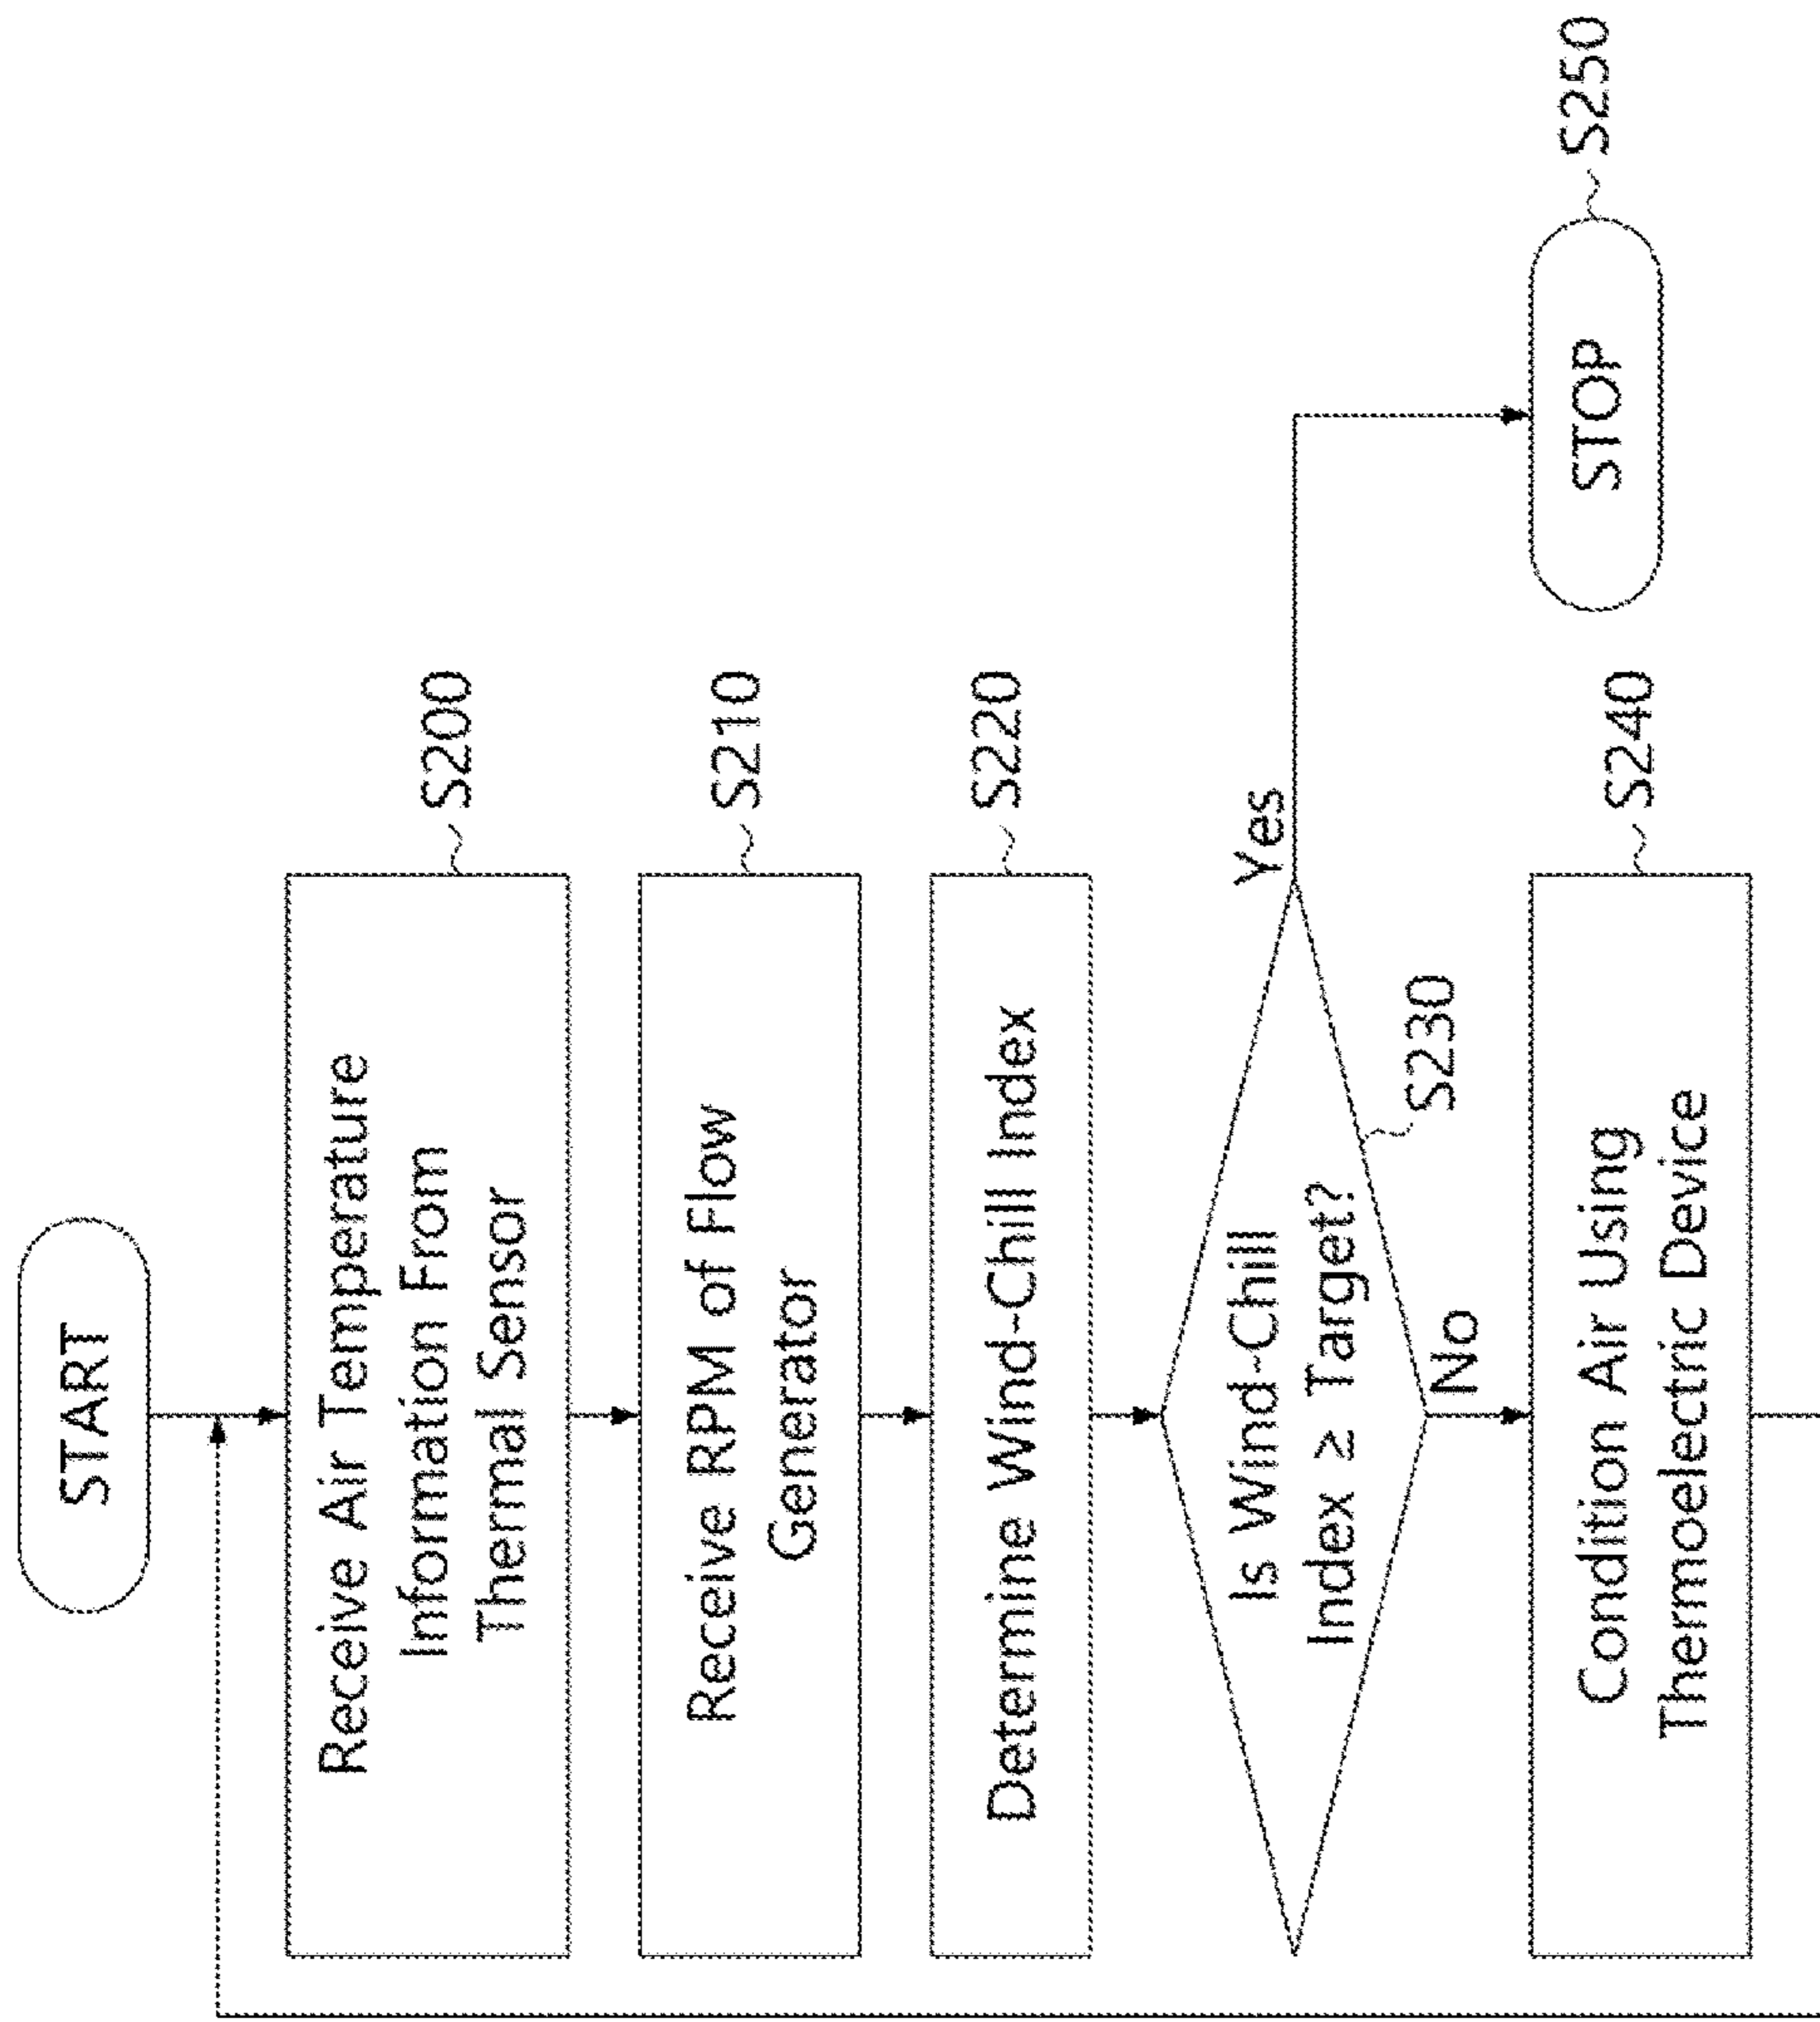 START
Receive Air Temperature
Information From
Thermal Sensor
S200
Receive RPM of Flow
Generator
S210
Determine Wind-Chill Index
S220
Is Wind-Chill
Index ≥ Target?
S230
Yes
No
Condition Air Using
Thermoelectric Device
S240
STOP
S250